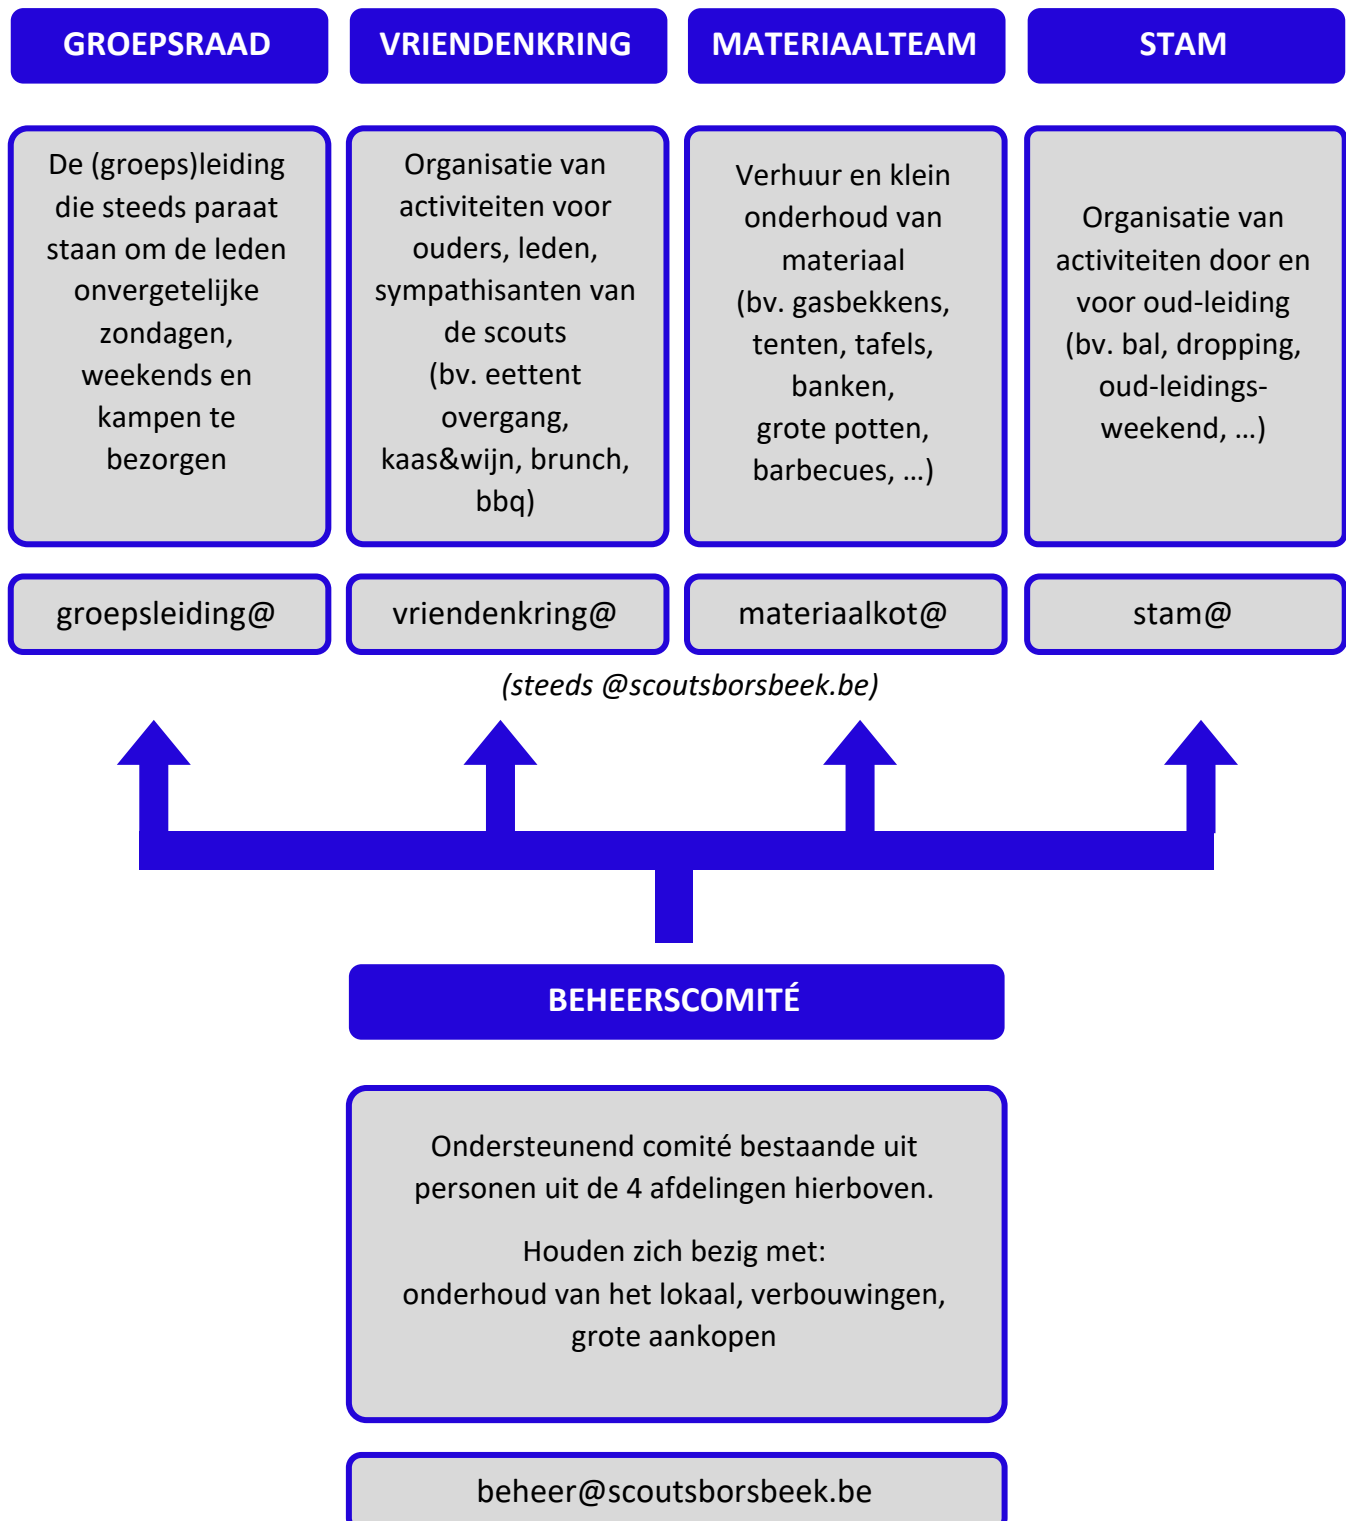 GROEPSRAAD
VRIENDENKRING
MATERIAALTEAM
STAM
De (groeps)leiding
die steeds paraat
staan om de leden
onvergetelijke
zondagen,
weekends en
kampen te
bezorgen
Organisatie van
activiteiten voor
ouders, leden,
sympathisanten van
de scouts
(bv. eettent
overgang,
kaas&wijn, brunch,
bbq)
Verhuur en klein
onderhoud van
materiaal
(bv. gasbekkens,
tenten, tafels,
banken,
grote potten,
barbecues, …)
Organisatie van
activiteiten door en
voor oud-leiding
(bv. bal, dropping,
oud-leidings-
weekend, …)
groepsleiding@
vriendenkring@
materiaalkot@
stam@
(steeds @scoutsborsbeek.be)
BEHEERSCOMITÉ
Ondersteunend comité bestaande uit
personen uit de 4 afdelingen hierboven.
Houden zich bezig met:
onderhoud van het lokaal, verbouwingen,
grote aankopen
beheer@scoutsborsbeek.be